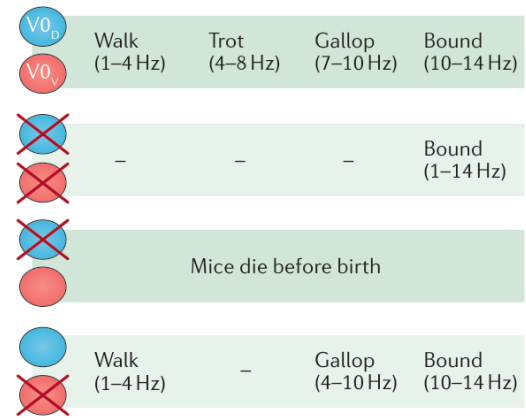 V0D
Walk Trot Gallop Bound
(1–4 Hz) (4–8 Hz) (7–10 Hz) (10–14 Hz)
V0V
Bound
– – –
(1–14 Hz)
Mice die before birth
Walk Gallop Bound
–
(1–4 Hz) (4–10 Hz) (10–14 Hz)